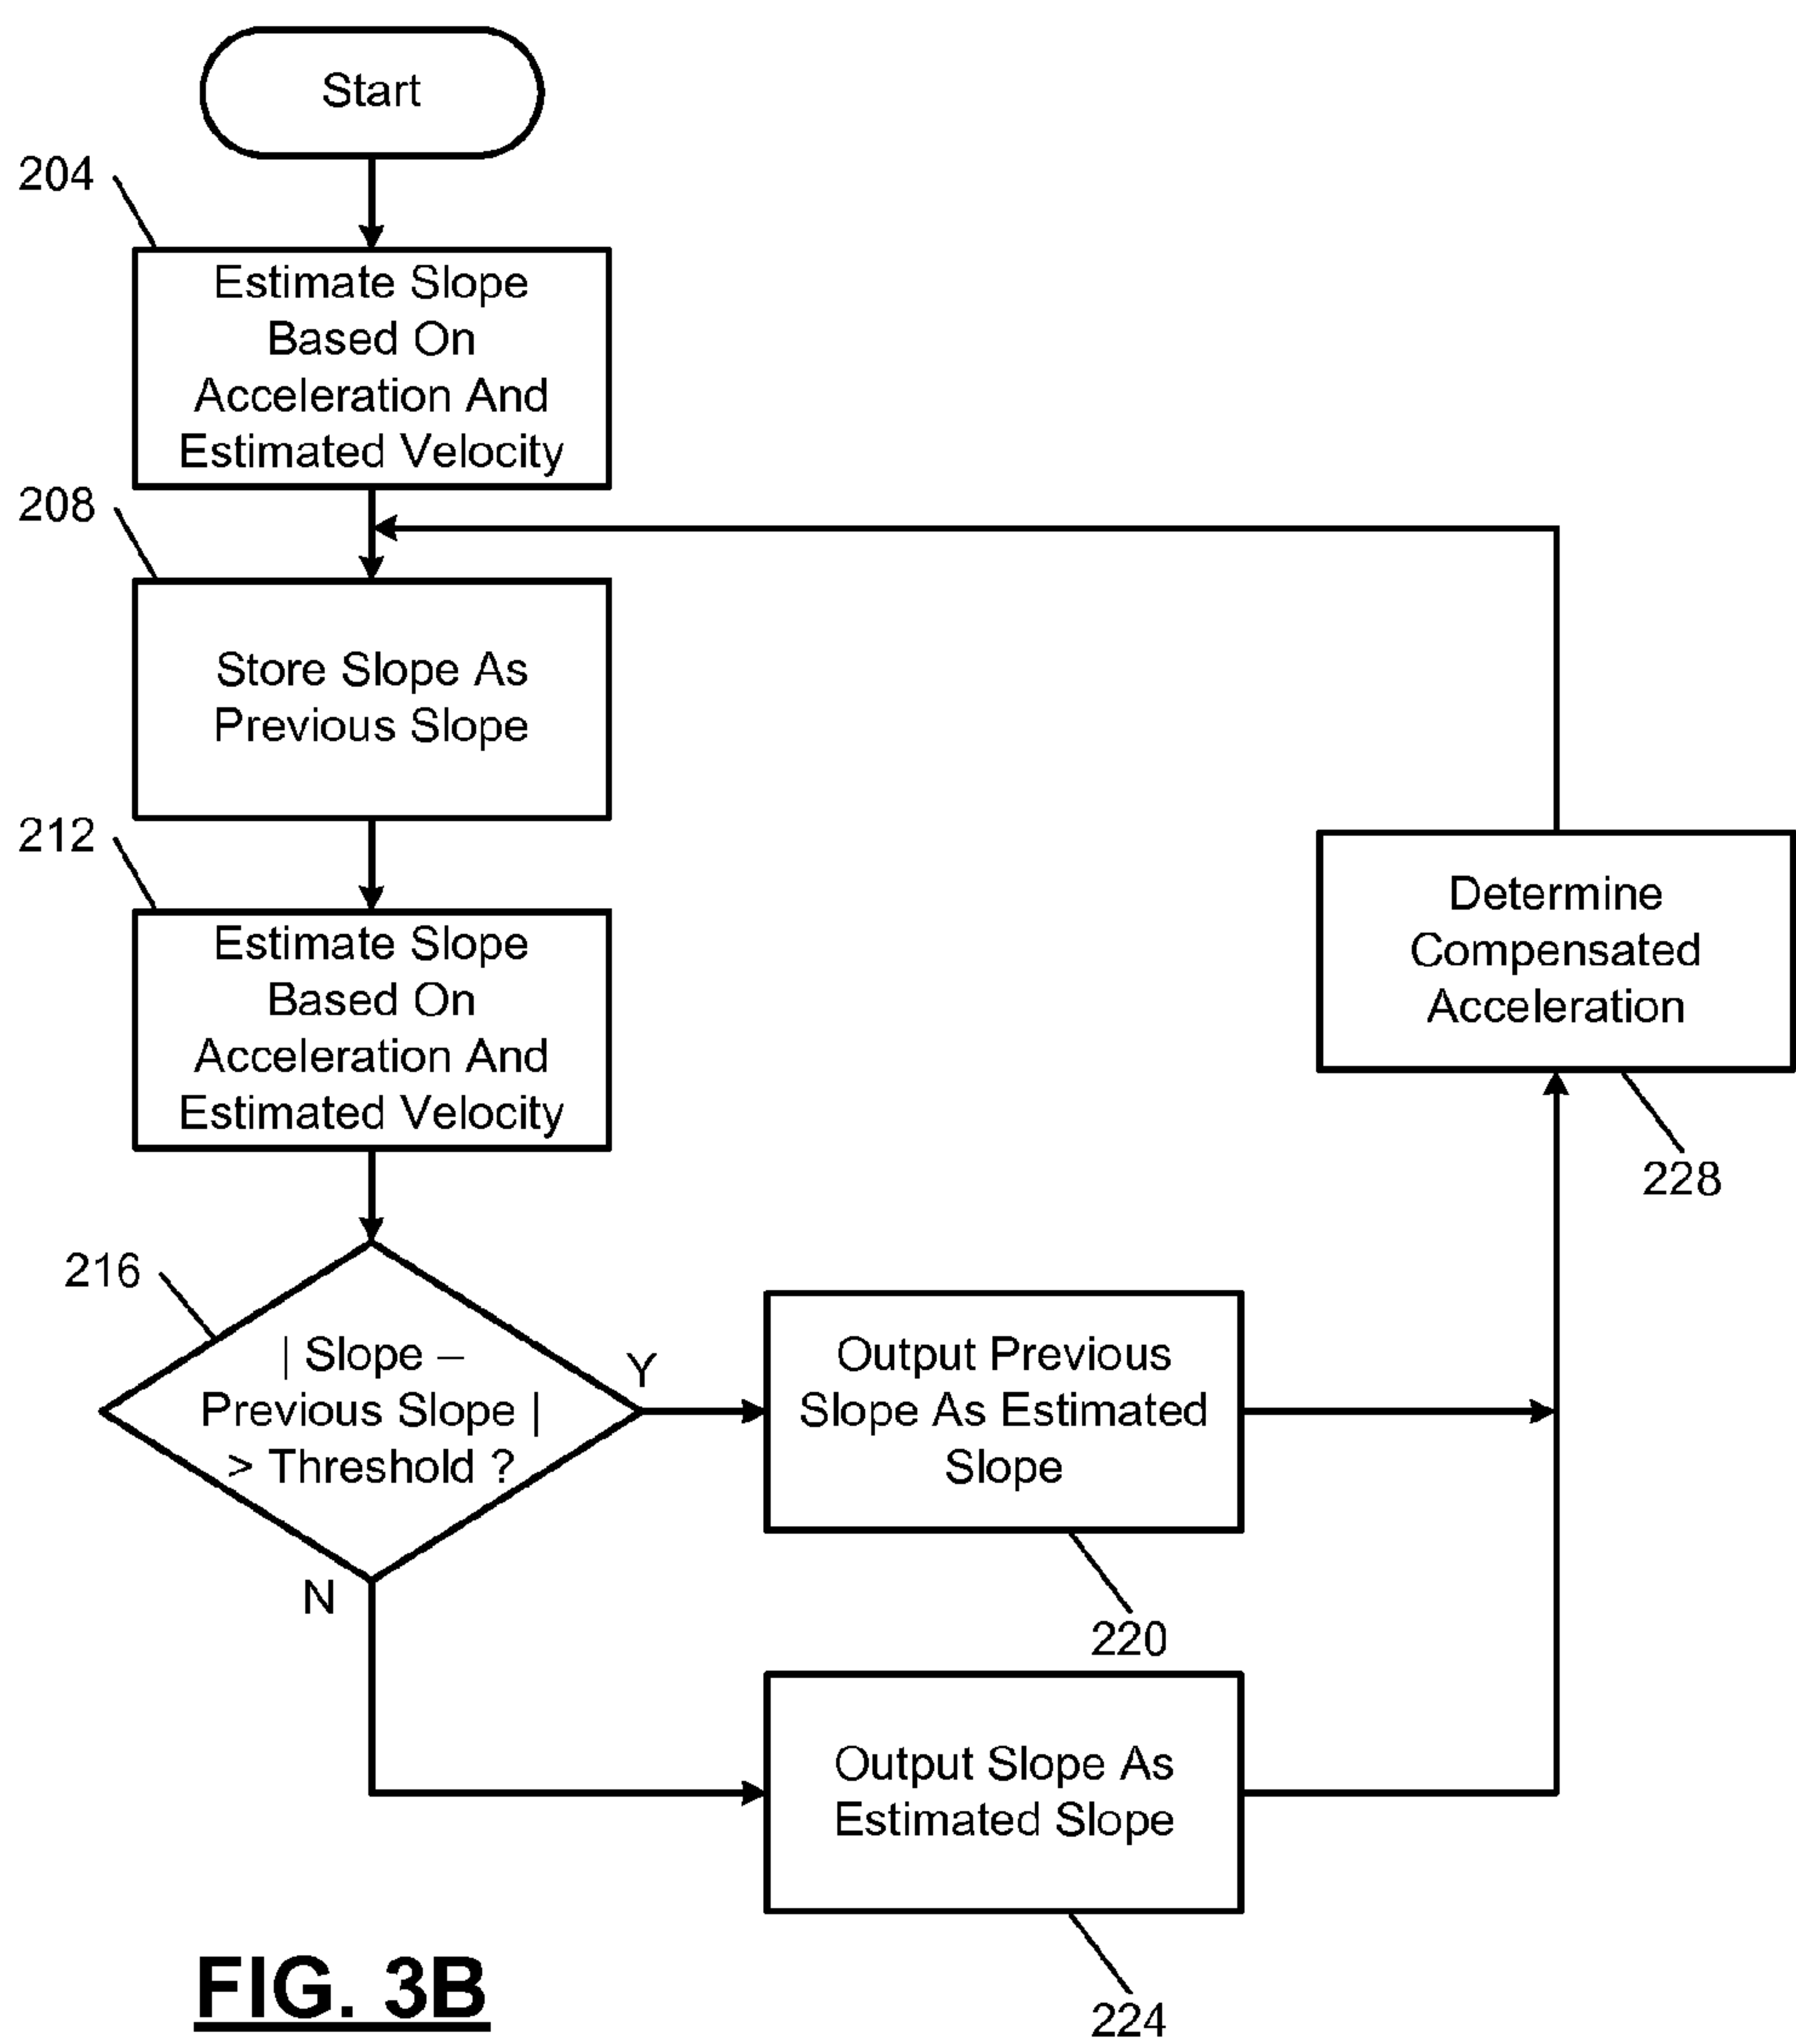 Start
204
Estimate Slope
Based On
Acceleration And
Estimated Velocity
208
Store Slope As
Previous Slope
212
Estimate Slope
Based On
Acceleration And
Estimated Velocity
Determine
Compensated
Acceleration
228
216
| Slope –
Previous Slope |
> Threshold ?
Y
N
Output Previous
Slope As Estimated
Slope
220
Output Slope As
Estimated Slope
224
FIG. 3B